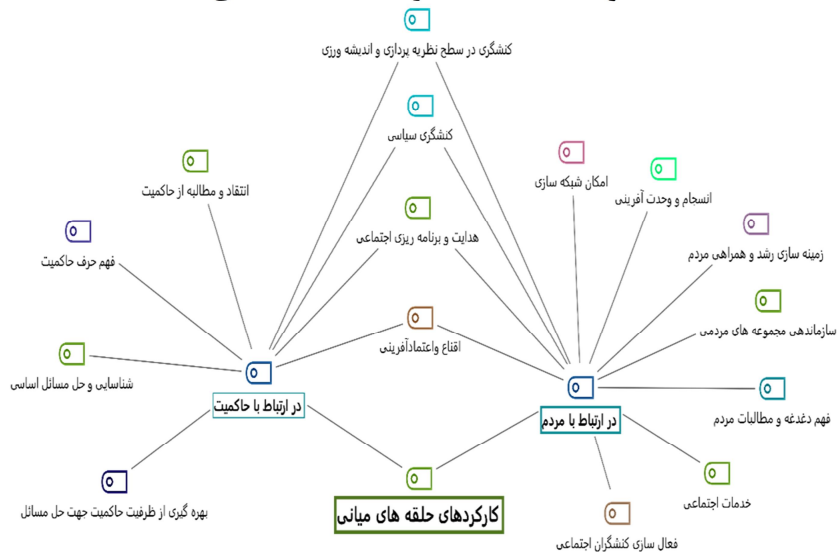 کنشگری در سطح نظریه پردازی و اندیشه ورزی
کنشگری سیاسی
امکان شبکه سازی
انتقاد و مطالبه از حاکمیت
انسجام و وحدت آفرینی
هدایت و برنامه ریزی اجتماعی
زمینه سازی رشد و همراهی مردم
فهم حرف حاکمیت
سازماندهی مجموعه های مردمی
اقناع واعتمادآفرینی
شناسایی و حل مسائل اساسی
در ارتباط با حاکمیت
در ارتباط با مردم
فهم دغدغه و مطالبات مردم
خدمات اجتماعی
بهره گیری از ظرفیت حاکمیت جهت حل مسائل
کارکردهای حلقه های میانی
فعال سازی کنشگران اجتماعی